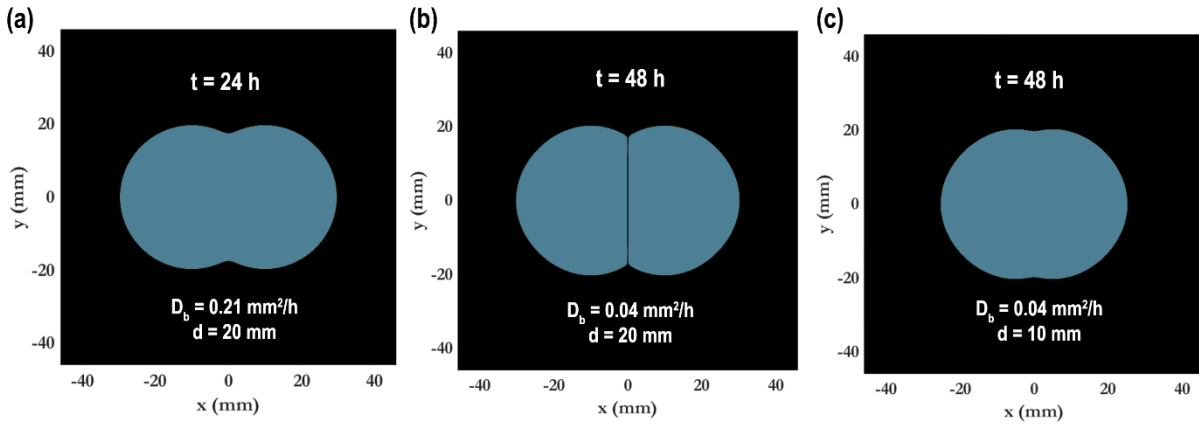 (a)
t = 24 h
40
20
0
-20
-40
y (mm)
D_b = 0.21 mm²/h
d = 20 mm
-40 -20 0 20 40
x (mm)
(b)
t = 48 h
40
20
0
-20
-40
y (mm)
D_b = 0.04 mm²/h
d = 20 mm
-40 -20 0 20 40
x (mm)
(c)
t = 48 h
40
20
0
-20
-40
y (mm)
D_b = 0.04 mm²/h
d = 10 mm
-40 -20 0 20 40
x (mm)